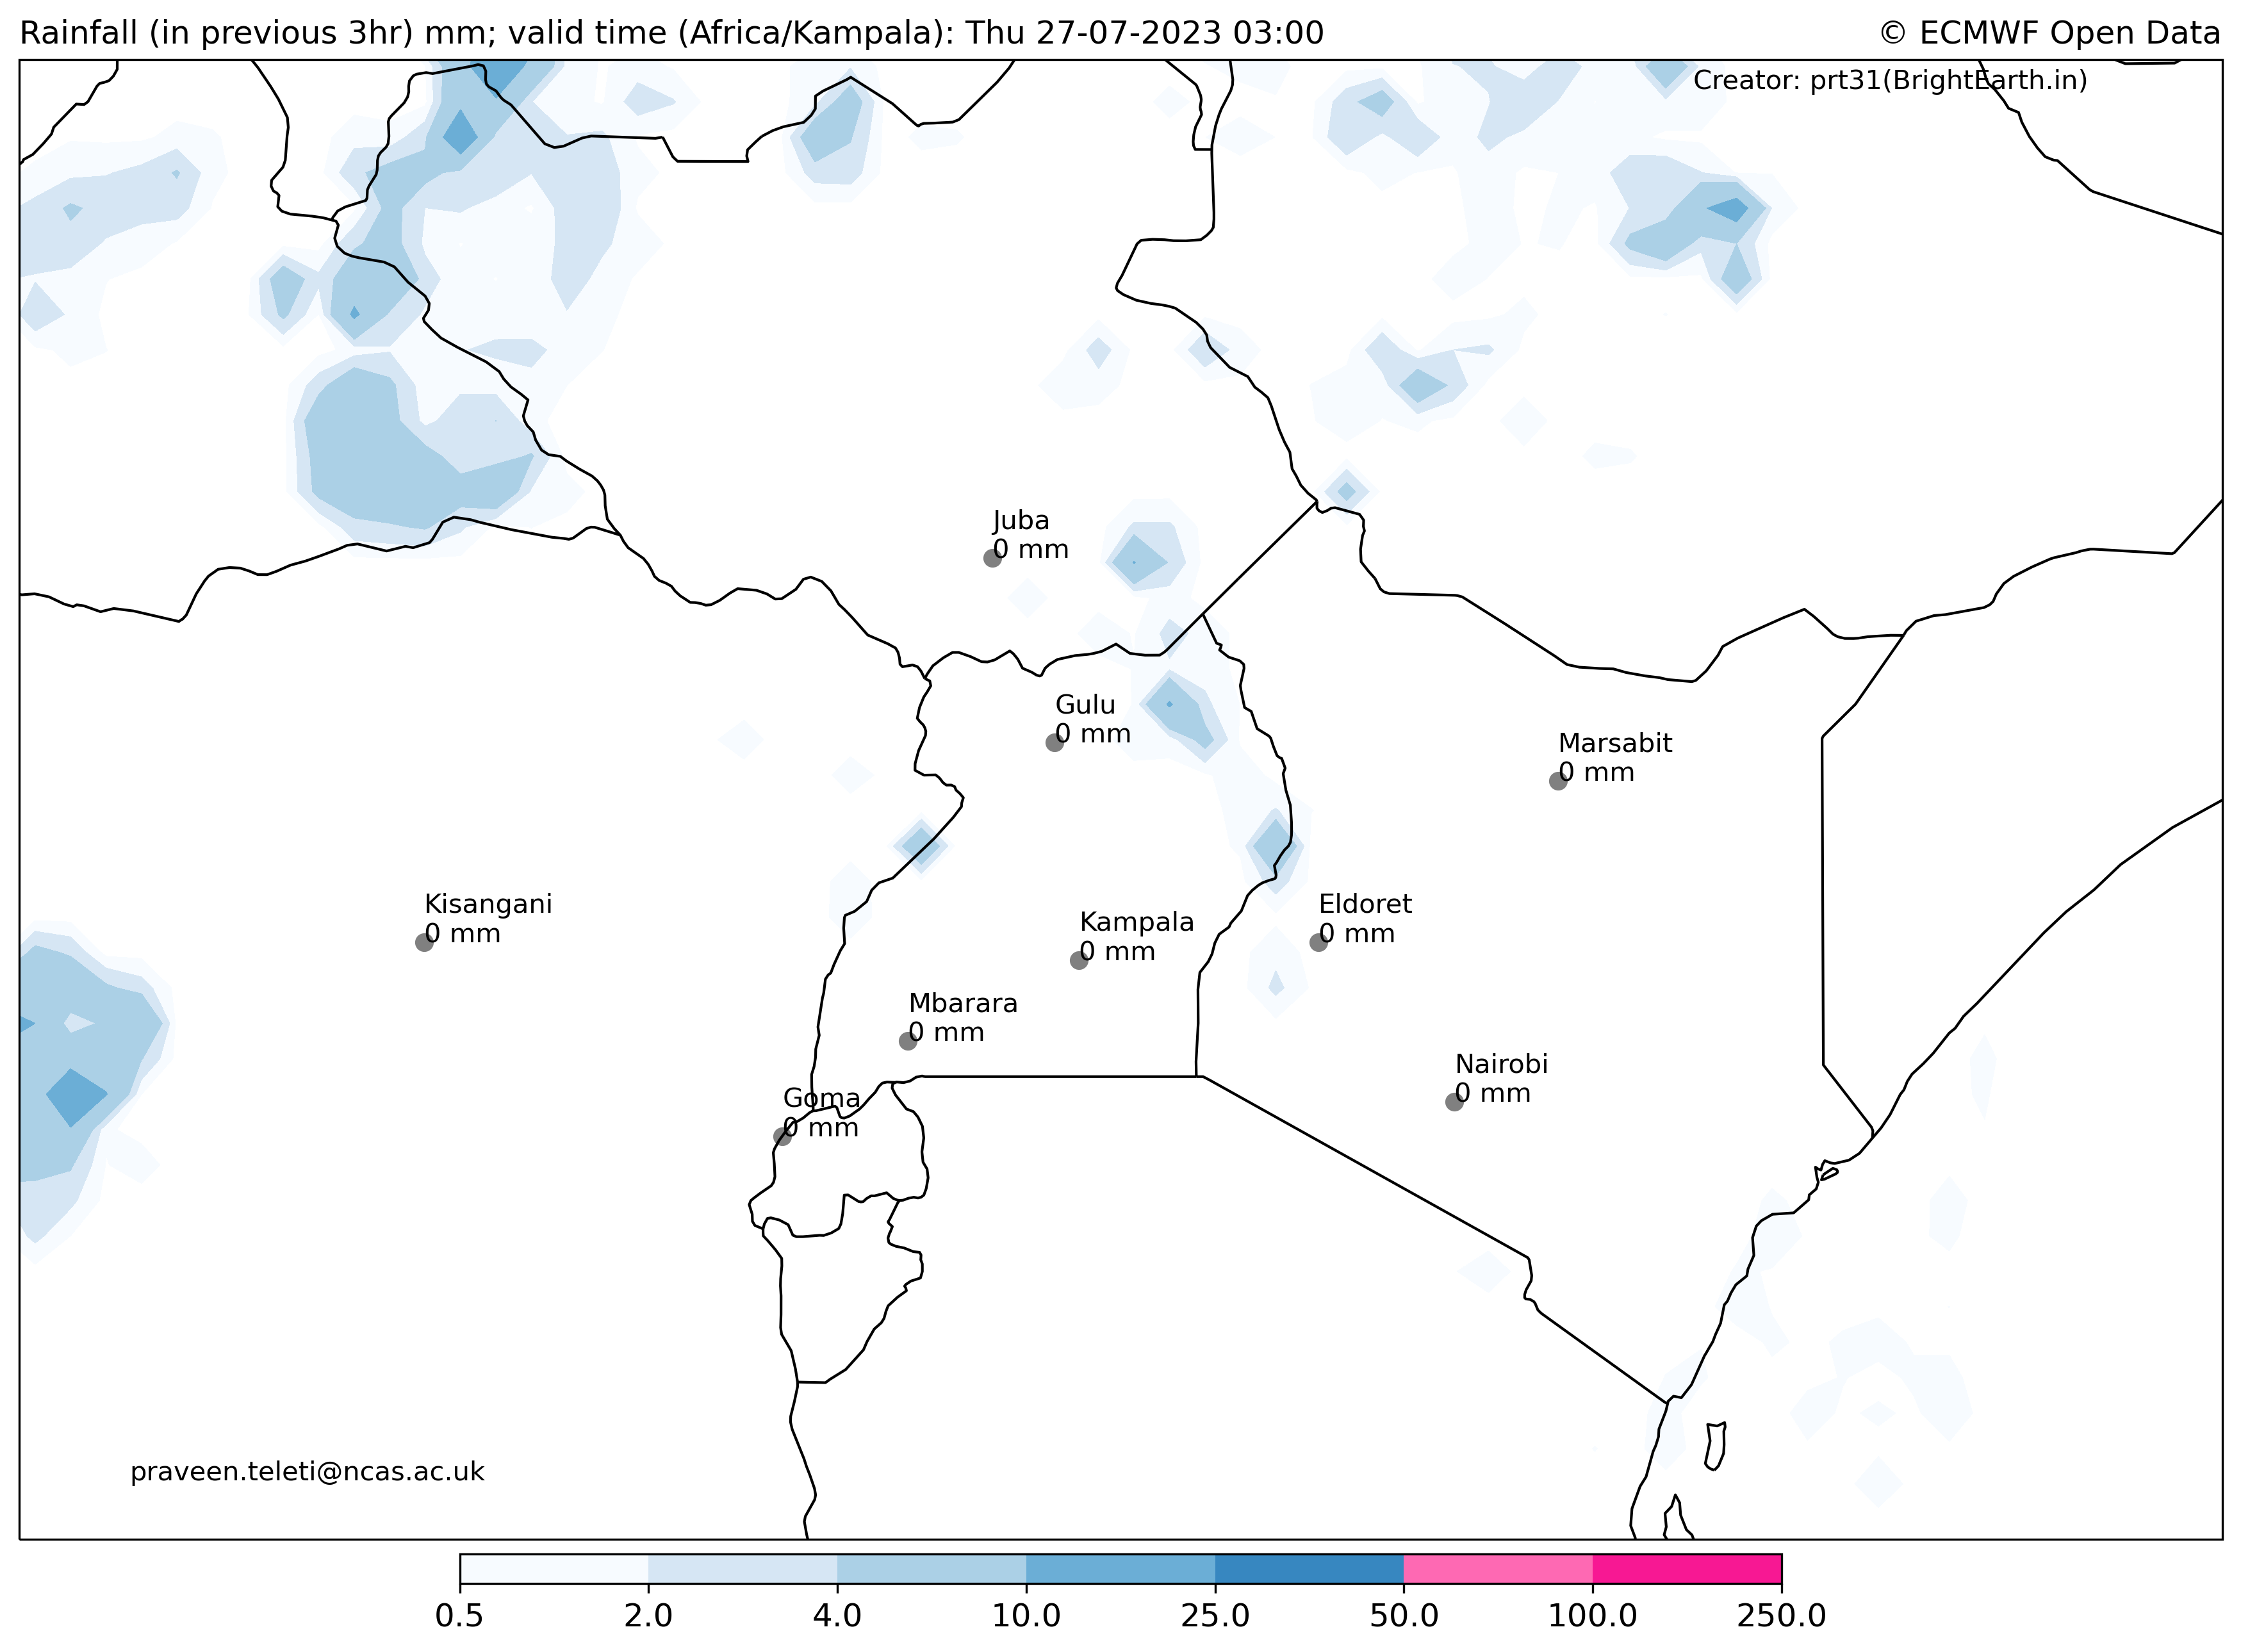 Rainfall (in previous 3hr) mm; valid time (Africa/Kampala): Thu 27-07-2023 03:00
© ECMWF Open Data
Creator: prt31(BrightEarth.in)
Juba
0 mm
Gulu
0 mm
Marsabit
0 mm
Kisangani
0 mm
Kampala
0 mm
Eldoret
0 mm
Mbarara
0 mm
Nairobi
0 mm
Goma
0 mm
praveen.teleti@ncas.ac.uk
0.5 2.0 4.0 10.0 25.0 50.0 100.0 250.0